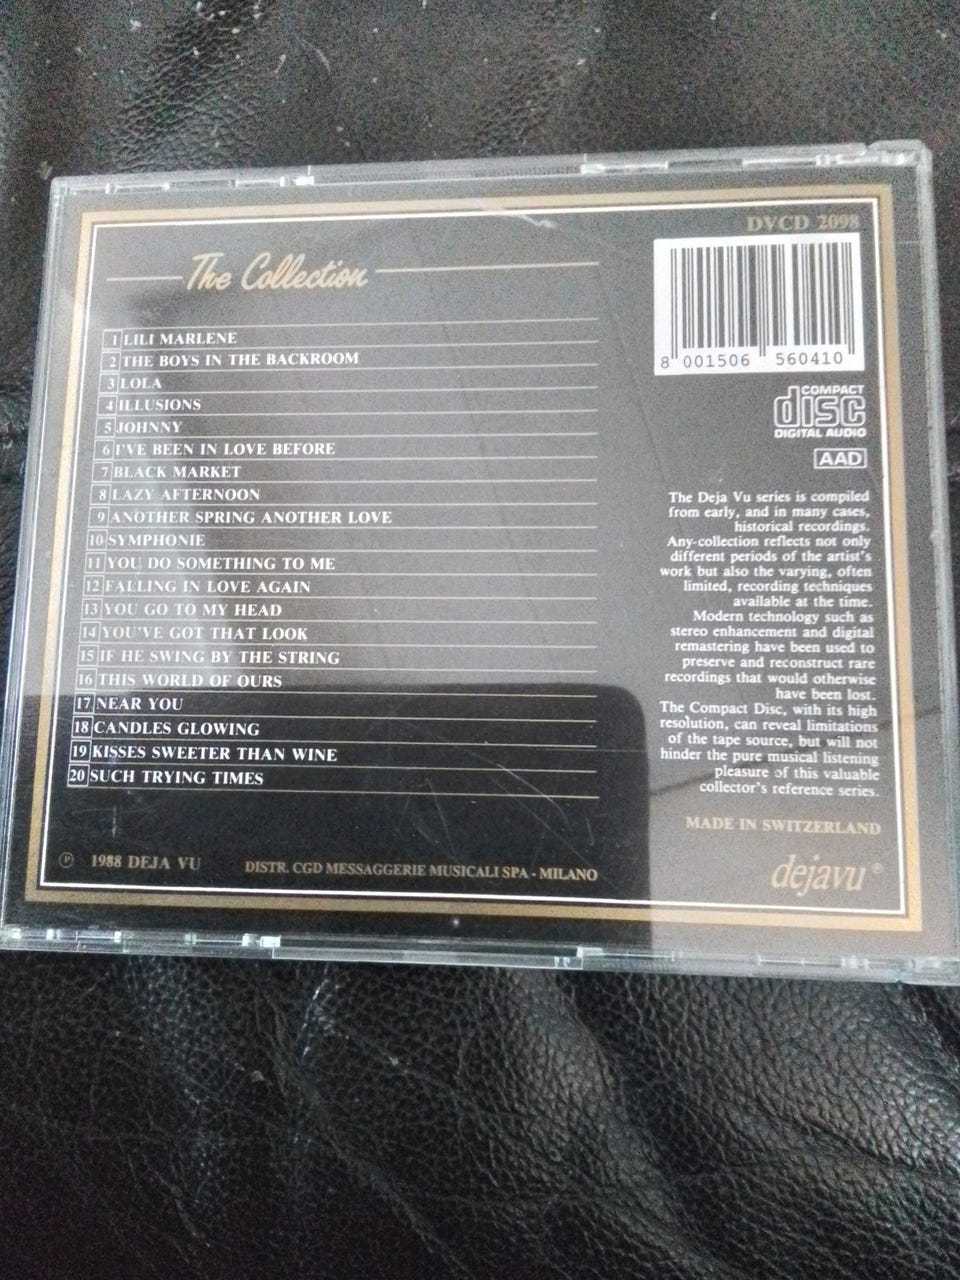 DVCD 2098
The Collection
1 LILI MARLENE
2 THE BOYS IN THE BACKROOM
3 LOLA
4 ILLUSIONS
5 JOHNNY
6 I'VE BEEN IN LOVE BEFORE
7 BLACK MARKET
8 LAZY AFTERNOON
9 ANOTHER SPRING ANOTHER LOVE
10 SYMPHONIE
11 YOU DO SOMETHING TO ME
12 FALLING IN LOVE AGAIN
13 YOU GO TO MY HEAD
14 YOU'VE GOT THAT LOOK
15 IF HE SWING BY THE STRING
16 THIS WORLD OF OURS
17 NEAR YOU
18 CANDLES GLOWING
19 KISSES SWEETER THAN WINE
20 SUCH TRYING TIMES
℗ 1988 DEJA VU
DISTR. CGD MESSAGGERIE MUSICALI SPA - MILANO
8 001506 560410
COMPACT
disc
DIGITAL AUDIO
AAD
The Deja Vu series is compiled
from early, and in many cases,
historical recordings.
Any-collection reflects not only
different periods of the artist's
work but also the varying, often
limited, recording techniques
available at the time.
Modern technology such as
stereo enhancement and digital
remastering have been used to
preserve and reconstruct rare
recordings that would otherwise
have been lost.
The Compact Disc, with its high
resolution, can reveal limitations
of the tape source, but will not
hinder the pure musical listening
pleasure of this valuable
collector's reference series.
MADE IN SWITZERLAND
dejavu®